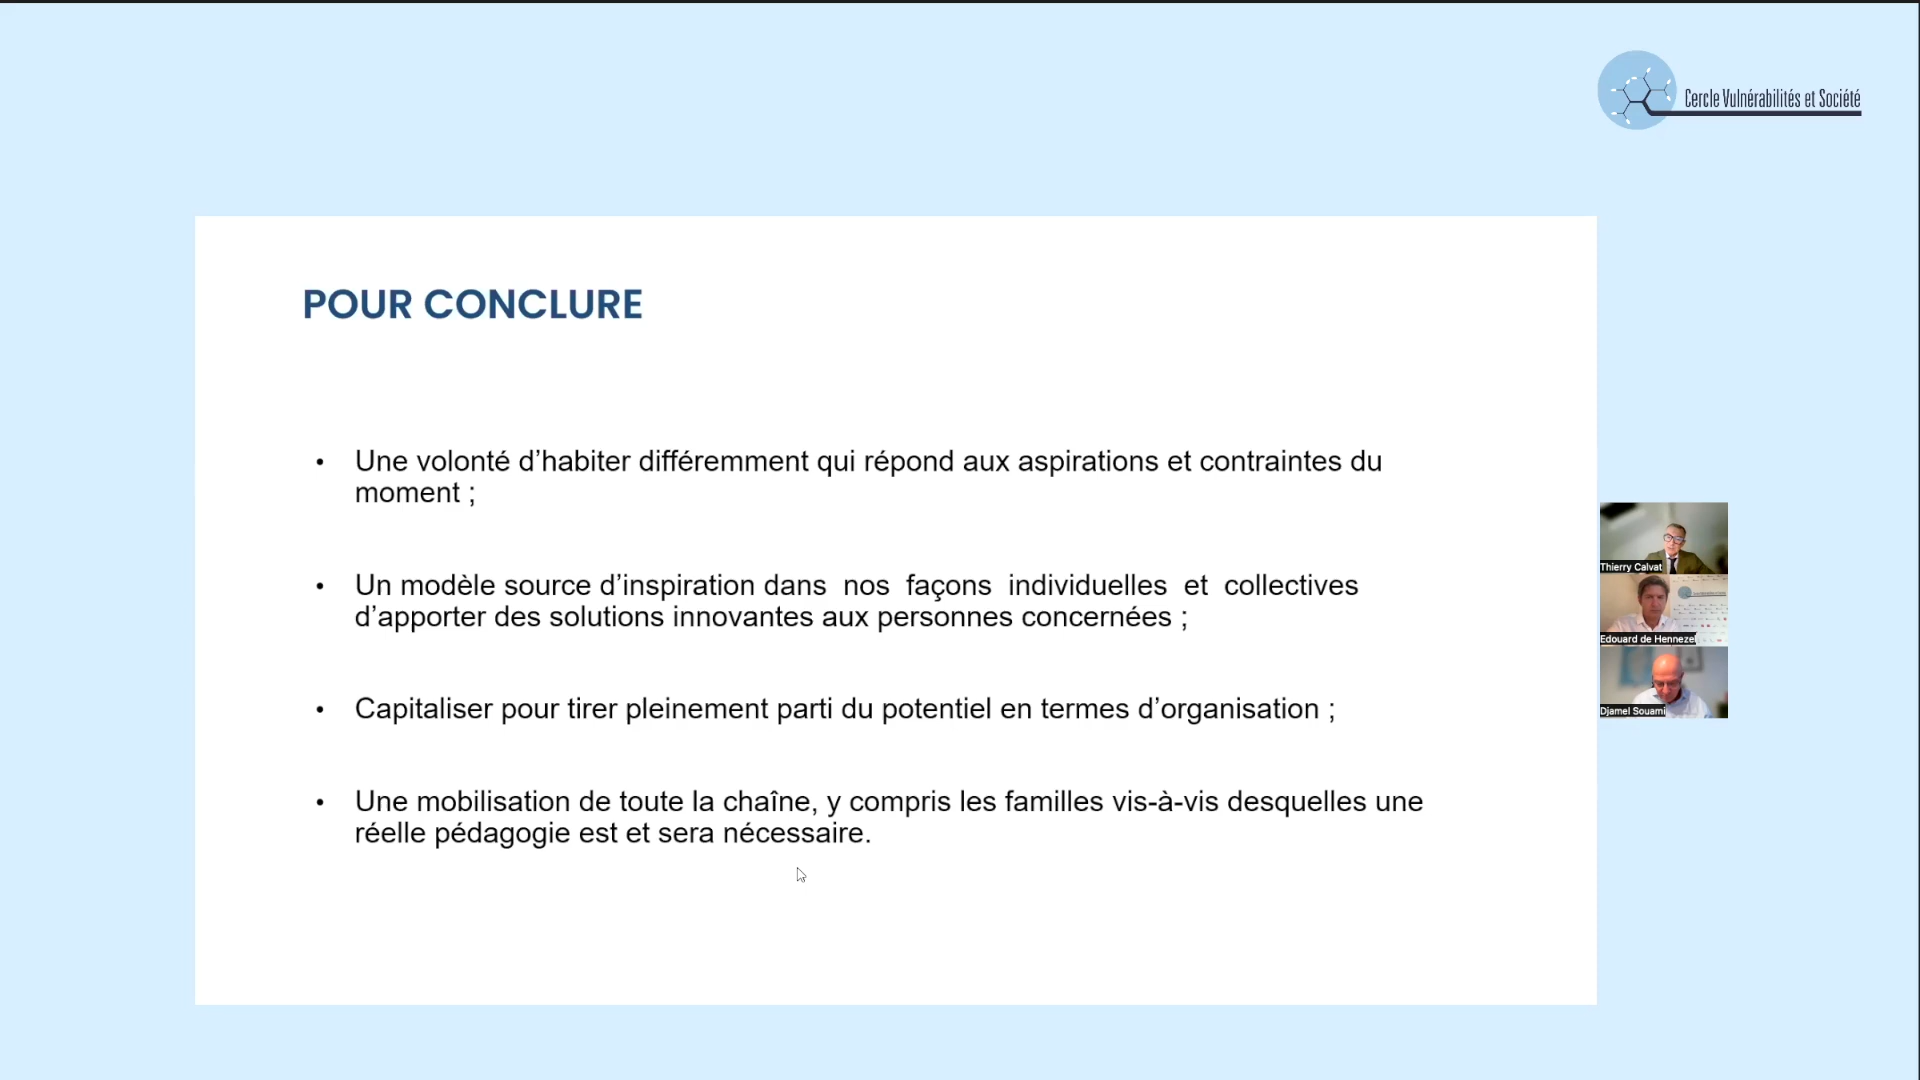 Cercle Vulnérabilités et Société
POUR CONCLURE
• Une volonté d’habiter différemment qui répond aux aspirations et contraintes du
moment ;
• Un modèle source d’inspiration dans nos façons individuelles et collectives
d’apporter des solutions innovantes aux personnes concernées ;
• Capitaliser pour tirer pleinement parti du potentiel en termes d’organisation ;
• Une mobilisation de toute la chaîne, y compris les familles vis-à-vis desquelles une
réelle pédagogie est et sera nécessaire.
Thierry Calvat
Edouard de Hennezel
Djamel Souami